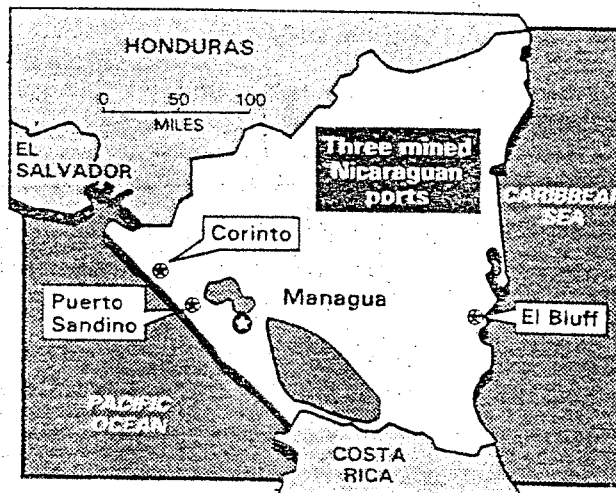 HONDURAS
0 50 100
MILES
EL
SALVADOR
Three mined
Nicaraguan
ports
CARIBBEAN
SEA
Corinto
Puerto
Sandino
Managua
El Bluff
PACIFIC
OCEAN
COSTA
RICA